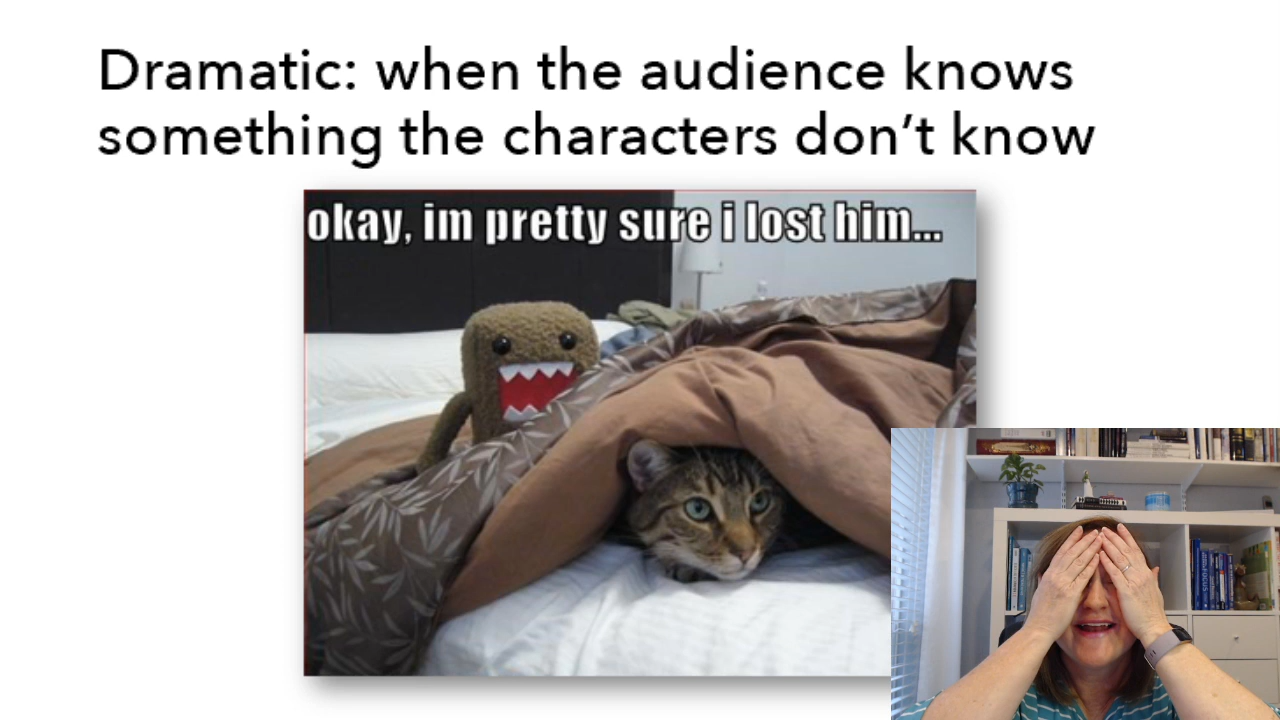 Dramatic: when the audience knows
something the characters don’t know
okay, im pretty sure i lost him...